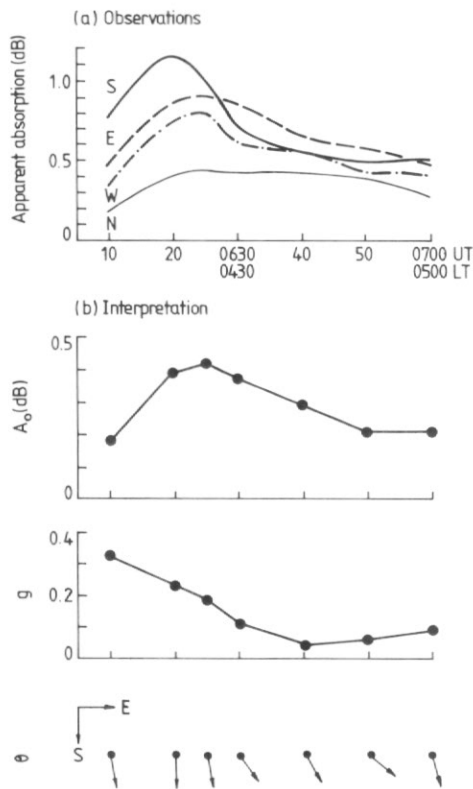 (a) Observations
Apparent absorption (dB)
1.0
0.5
0
S
E
W
N
10 20 0630 40 50 0700 UT
0430 0500 LT
(b) Interpretation
A₀(dB)
0.5
0
g
0.4
0.2
0
E
S
θ